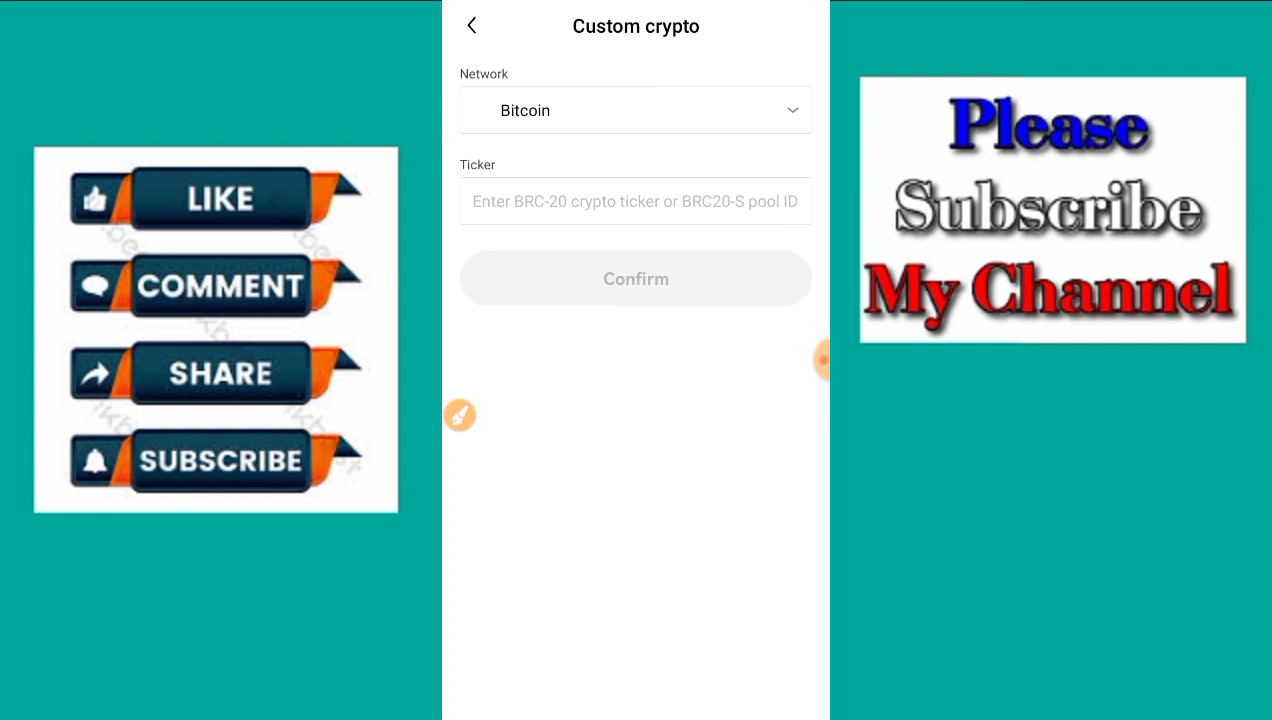 LIKE
COMMENT
SHARE
SUBSCRIBE
Custom crypto
Network
Bitcoin
Ticker
Enter BRC-20 crypto ticker or BRC20-S pool ID
Confirm
Please
Subscribe
My Channel